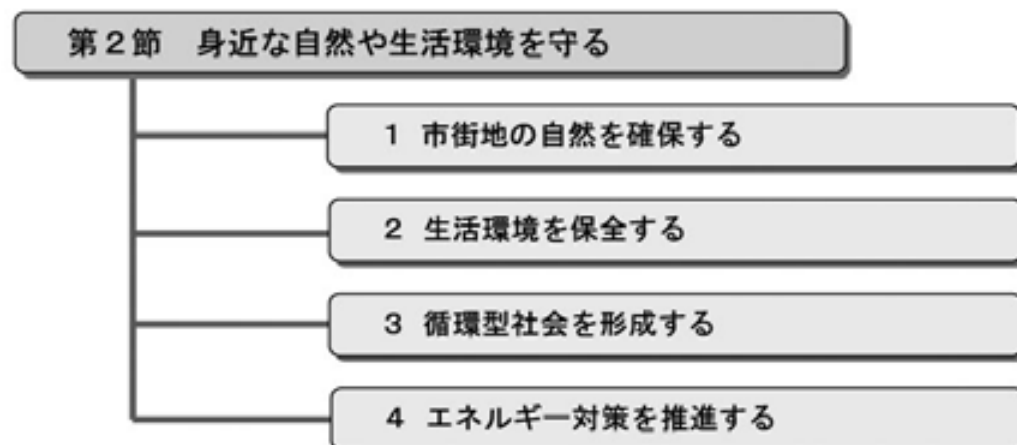 第２節　身近な自然や生活環境を守る
１ 市街地の自然を確保する
２ 生活環境を保全する
３ 循環型社会を形成する
４ エネルギー対策を推進する